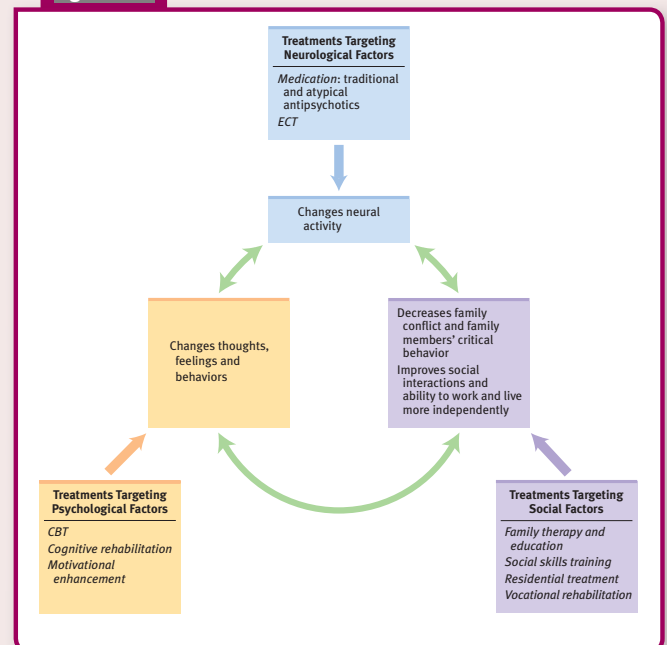 Treatments Targeting
Neurological Factors
Medication: traditional
and atypical
antipsychotics
ECT
Changes neural
activity
Changes thoughts,
feelings and
behaviors
Decreases family
conflict and family
members’ critical
behavior
Improves social
interactions and
ability to work and live
more independently
Treatments Targeting
Psychological Factors
CBT
Cognitive rehabilitation
Motivational
enhancement
Treatments Targeting
Social Factors
Family therapy and
education
Social skills training
Residential treatment
Vocational rehabilitation